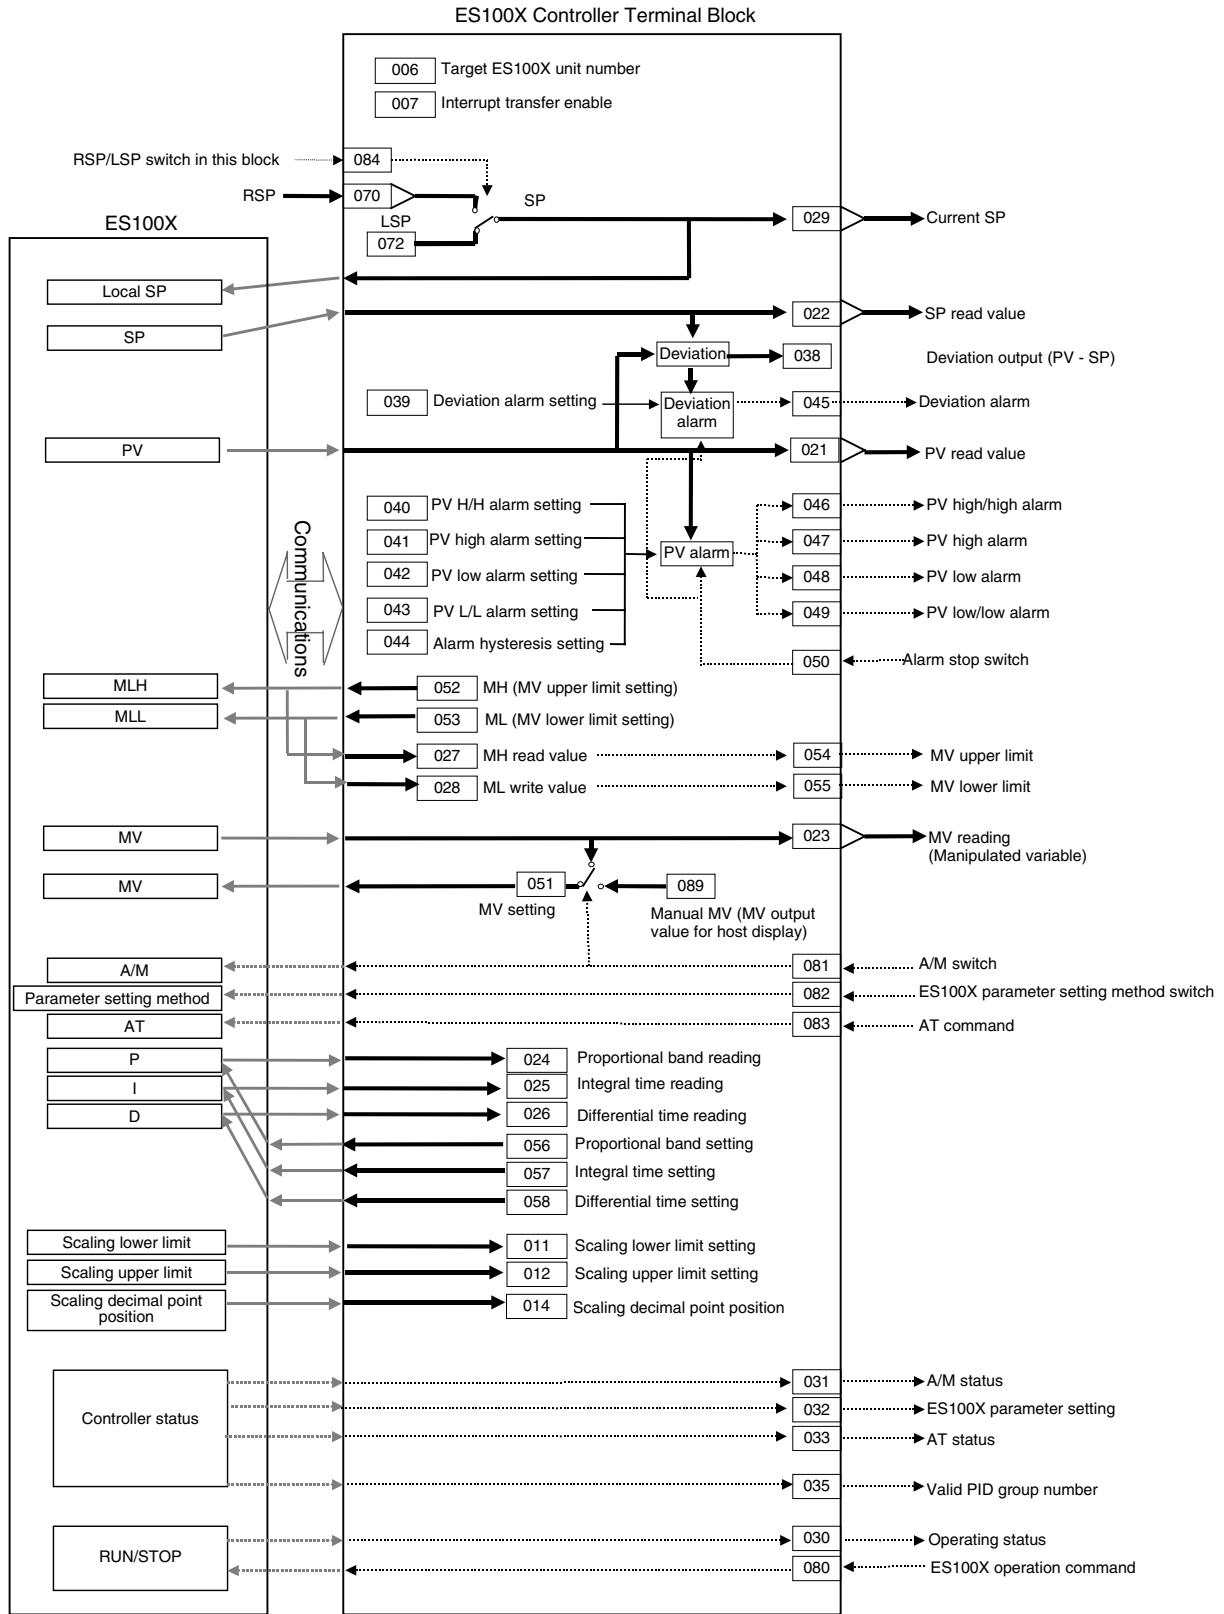 ES100X Controller Terminal Block
006 Target ES100X unit number
007 Interrupt transfer enable
RSP/LSP switch in this block 084
RSP 070
SP
LSP
072
029 Current SP
ES100X
Local SP
022 SP read value
SP
Deviation 038 Deviation output (PV - SP)
039 Deviation alarm setting
Deviation
alarm
045 Deviation alarm
PV
021 PV read value
040 PV H/H alarm setting
046 PV high/high alarm
041 PV high alarm setting
PV alarm
047 PV high alarm
042 PV low alarm setting
048 PV low alarm
043 PV L/L alarm setting
049 PV low/low alarm
044 Alarm hysteresis setting
050 Alarm stop switch
Communications
MLH 052 MH (MV upper limit setting)
MLL 053 ML (MV lower limit setting)
027 MH read value 054 MV upper limit
028 ML write value 055 MV lower limit
MV 023 MV reading
(Manipulated variable)
MV 051 089
MV setting
Manual MV (MV output
value for host display)
A/M 081 A/M switch
Parameter setting method 082 ES100X parameter setting method switch
AT 083 AT command
P 024 Proportional band reading
I 025 Integral time reading
D 026 Differential time reading
056 Proportional band setting
057 Integral time setting
058 Differential time setting
Scaling lower limit 011 Scaling lower limit setting
Scaling upper limit 012 Scaling upper limit setting
Scaling decimal point
position
014 Scaling decimal point position
Controller status
031 A/M status
032 ES100X parameter setting
033 AT status
035 Valid PID group number
RUN/STOP
030 Operating status
080 ES100X operation command